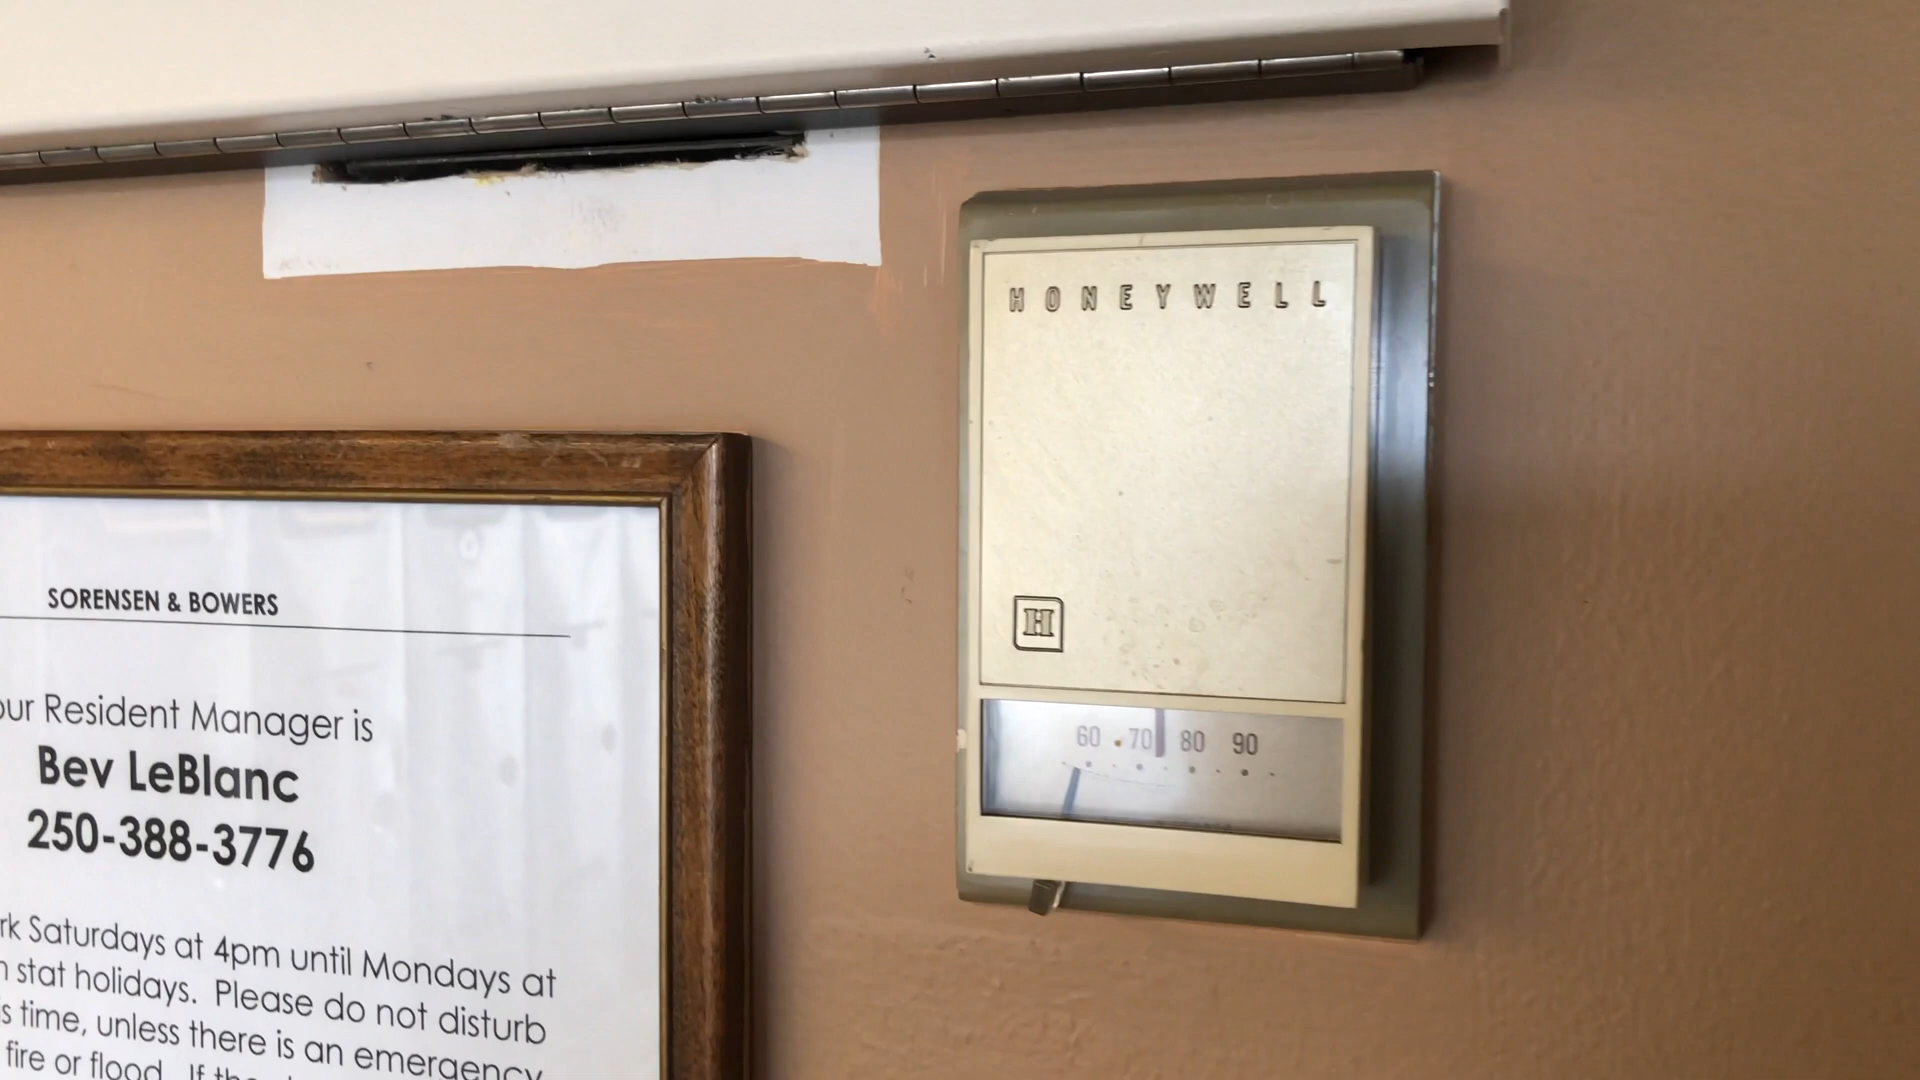 HONEYWELL
H
60 70 80 90
SORENSEN & BOWERS
our Resident Manager is
Bev LeBlanc
250-388-3776
rk Saturdays at 4pm until Mondays at
n stat holidays. Please do not disturb
s time, unless there is an emergency
fire or flood. If the